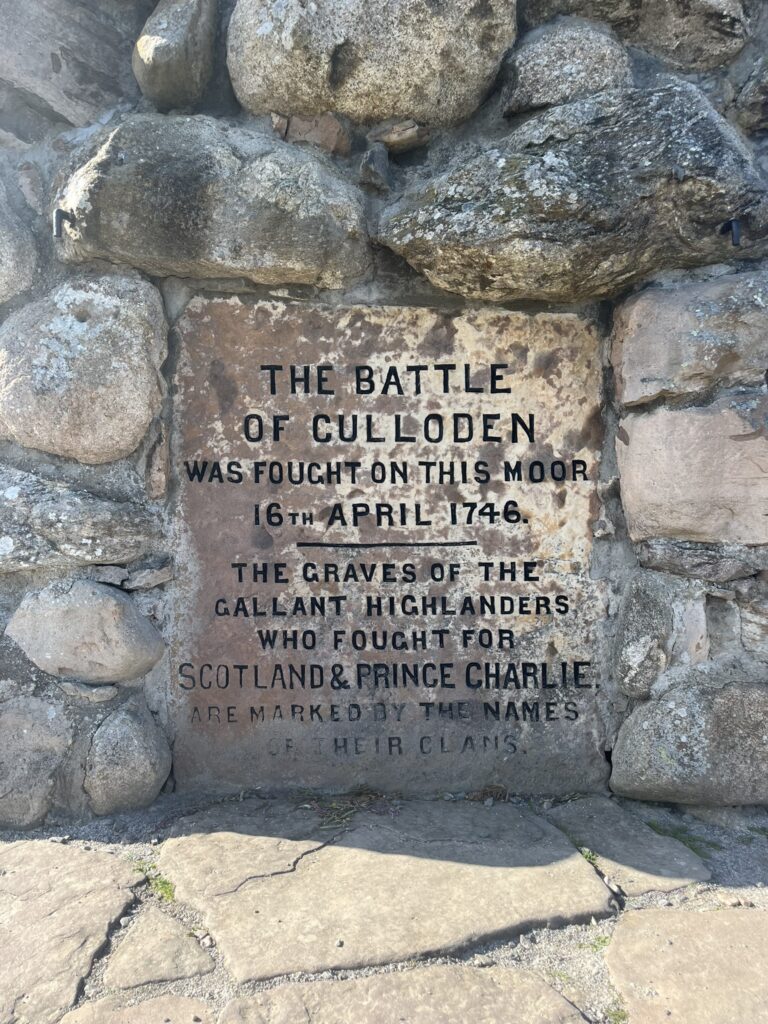 THE BATTLE
OF CULLODEN
WAS FOUGHT ON THIS MOOR
16TH APRIL 1746.
THE GRAVES OF THE
GALLANT HIGHLANDERS
WHO FOUGHT FOR
SCOTLAND & PRINCE CHARLIE.
ARE MARKED BY THE NAMES
OF THEIR CLANS.